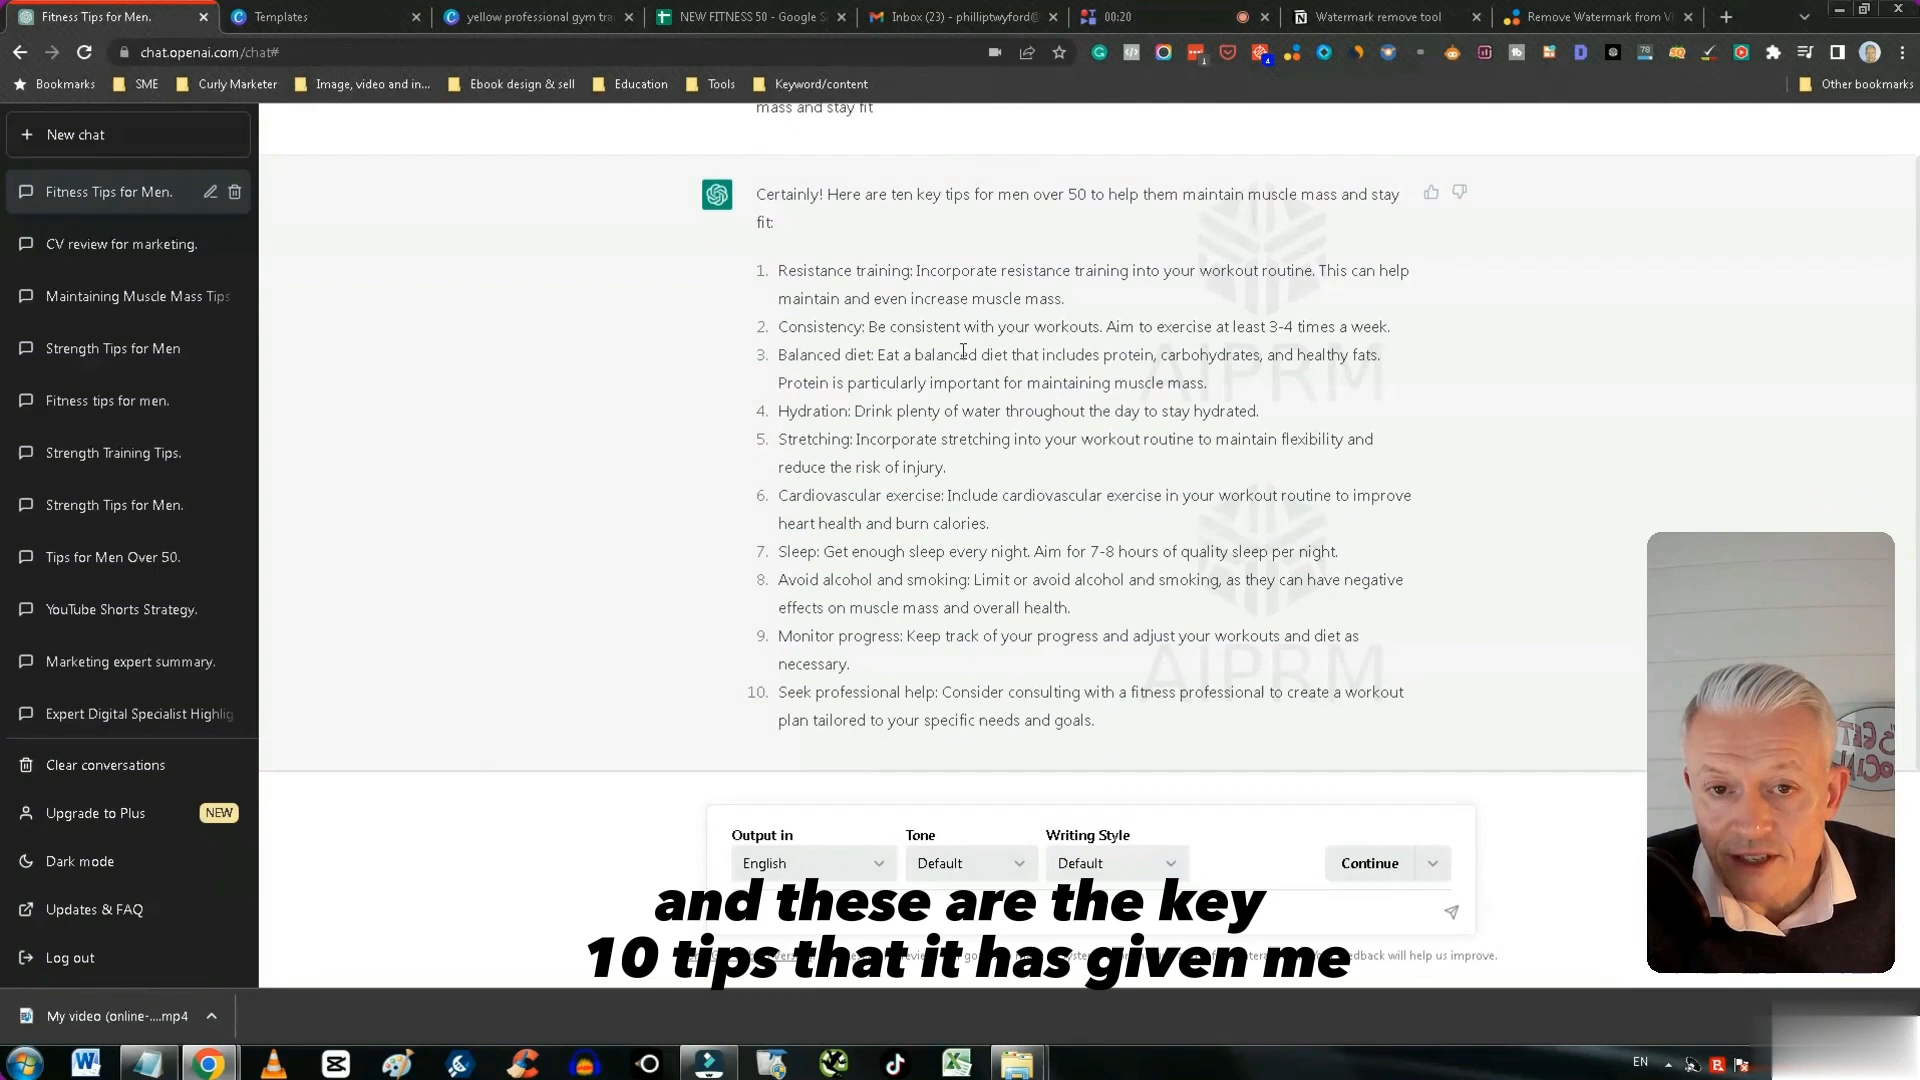 Fitness Tips for Men.
Templates
yellow professional gym tra
NEW FITNESS 50 - Google S
Inbox (23) - philliptwyford@
00:20
Watermark remove tool
Remove Watermark from Vi
chat.openai.com/chat#
Bookmarks
SME
Curly Marketer
Image, video and in...
Ebook design & sell
Education
Tools
Keyword/content
Other bookmarks
New chat
Fitness Tips for Men.
CV review for marketing.
Maintaining Muscle Mass Tips
Strength Tips for Men
Fitness tips for men.
Strength Training Tips.
Strength Tips for Men.
Tips for Men Over 50.
YouTube Shorts Strategy.
Marketing expert summary.
Expert Digital Specialist Highlig
Clear conversations
Upgrade to Plus NEW
Dark mode
Updates & FAQ
Log out
mass and stay fit
Certainly! Here are ten key tips for men over 50 to help them maintain muscle mass and stay
fit:
1. Resistance training: Incorporate resistance training into your workout routine. This can help
maintain and even increase muscle mass.
2. Consistency: Be consistent with your workouts. Aim to exercise at least 3-4 times a week.
3. Balanced diet: Eat a balanced diet that includes protein, carbohydrates, and healthy fats.
Protein is particularly important for maintaining muscle mass.
4. Hydration: Drink plenty of water throughout the day to stay hydrated.
5. Stretching: Incorporate stretching into your workout routine to maintain flexibility and
reduce the risk of injury.
6. Cardiovascular exercise: Include cardiovascular exercise in your workout routine to improve
heart health and burn calories.
7. Sleep: Get enough sleep every night. Aim for 7-8 hours of quality sleep per night.
8. Avoid alcohol and smoking: Limit or avoid alcohol and smoking, as they can have negative
effects on muscle mass and overall health.
9. Monitor progress: Keep track of your progress and adjust your workouts and diet as
necessary.
10. Seek professional help: Consider consulting with a fitness professional to create a workout
plan tailored to your specific needs and goals.
AIPRM
AIPRM
Output in
Tone
Writing Style
English
Default
Default
Continue
and these are the key
10 tips that it has given me
feedback will help us improve.
My video (online-....mp4
EN